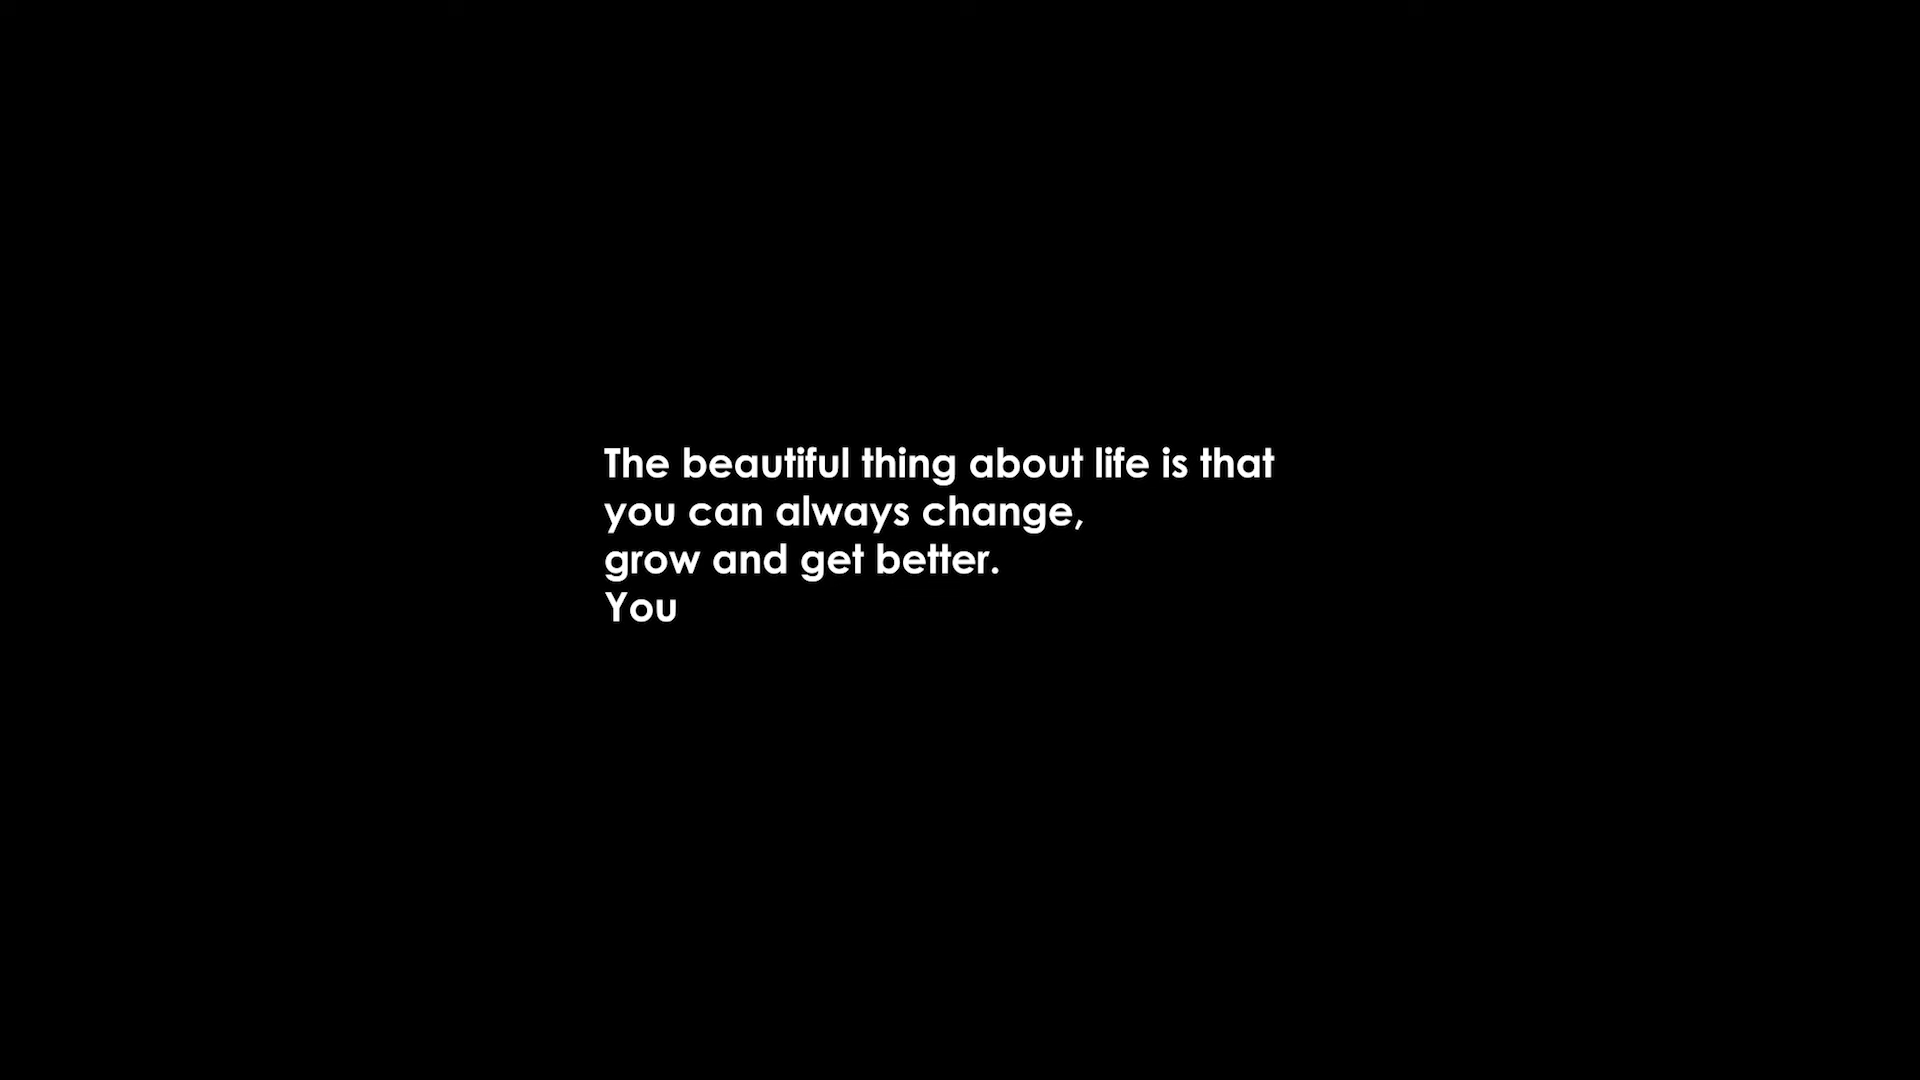 The beautiful thing about life is that
you can always change,
grow and get better.
You